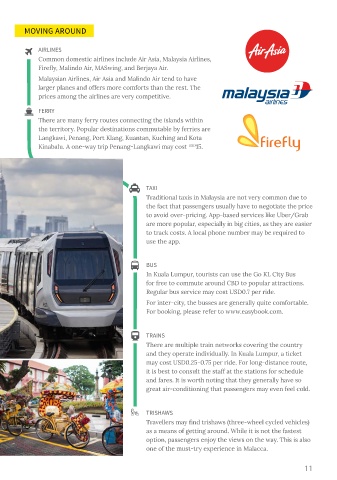 MOVING AROUND
AIRLINES
Common domestic airlines include Air Asia, Malaysia Airlines,
Firefly, Malindo Air, MASwing, and Berjaya Air.
Malaysian Airlines, Air Asia and Malindo Air tend to have
larger planes and offers more comforts than the rest. The
prices among the airlines are very competitive.
AirAsia
malaysia
airlines
firefly
FERRY
There are many ferry routes connecting the islands within
the territory. Popular destinations commutable by ferries are
Langkawi, Penang, Port Klang, Kuantan, Kuching and Kota
Kinabalu. A one-way trip Penang-Langkawi may cost USD15.
TAXI
Traditional taxis in Malaysia are not very common due to
the fact that passengers usually have to negotiate the price
to avoid over-pricing. App-based services like Uber/Grab
are more popular, especially in big cities, as they are easier
to track costs. A local phone number may be required to
use the app.
BUS
In Kuala Lumpur, tourists can use the Go KL City Bus
for free to commute around CBD to popular attractions.
Regular bus service may cost USD0.7 per ride.
For inter-city, the busses are generally quite comfortable.
For booking, please refer to www.easybook.com.
TRAINS
There are multiple train networks covering the country
and they operate individually. In Kuala Lumpur, a ticket
may cost USD0.25-0.75 per ride. For long-distance route,
it is best to consult the staff at the stations for schedule
and fares. It is worth noting that they generally have so
great air-conditioning that passengers may even feel cold.
TRISHAWS
Travellers may find trishaws (three-wheel cycled vehicles)
as a means of getting around. While it is not the fastest
option, passengers enjoy the views on the way. This is also
one of the must-try experience in Malacca.
11